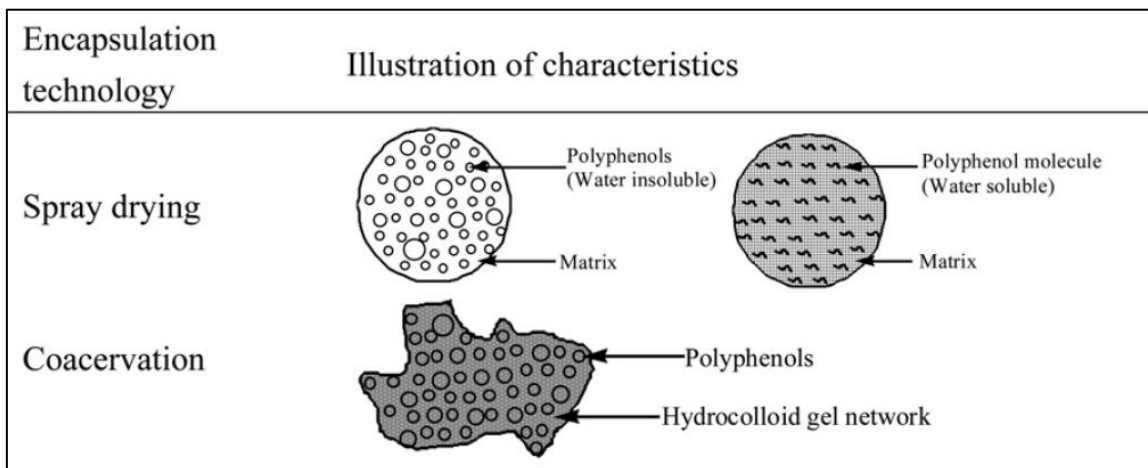 Encapsulation
technology
Illustration of characteristics
Spray drying
Polyphenols
(Water insoluble)
Matrix
Polyphenol molecule
(Water soluble)
Matrix
Coacervation
Polyphenols
Hydrocolloid gel network